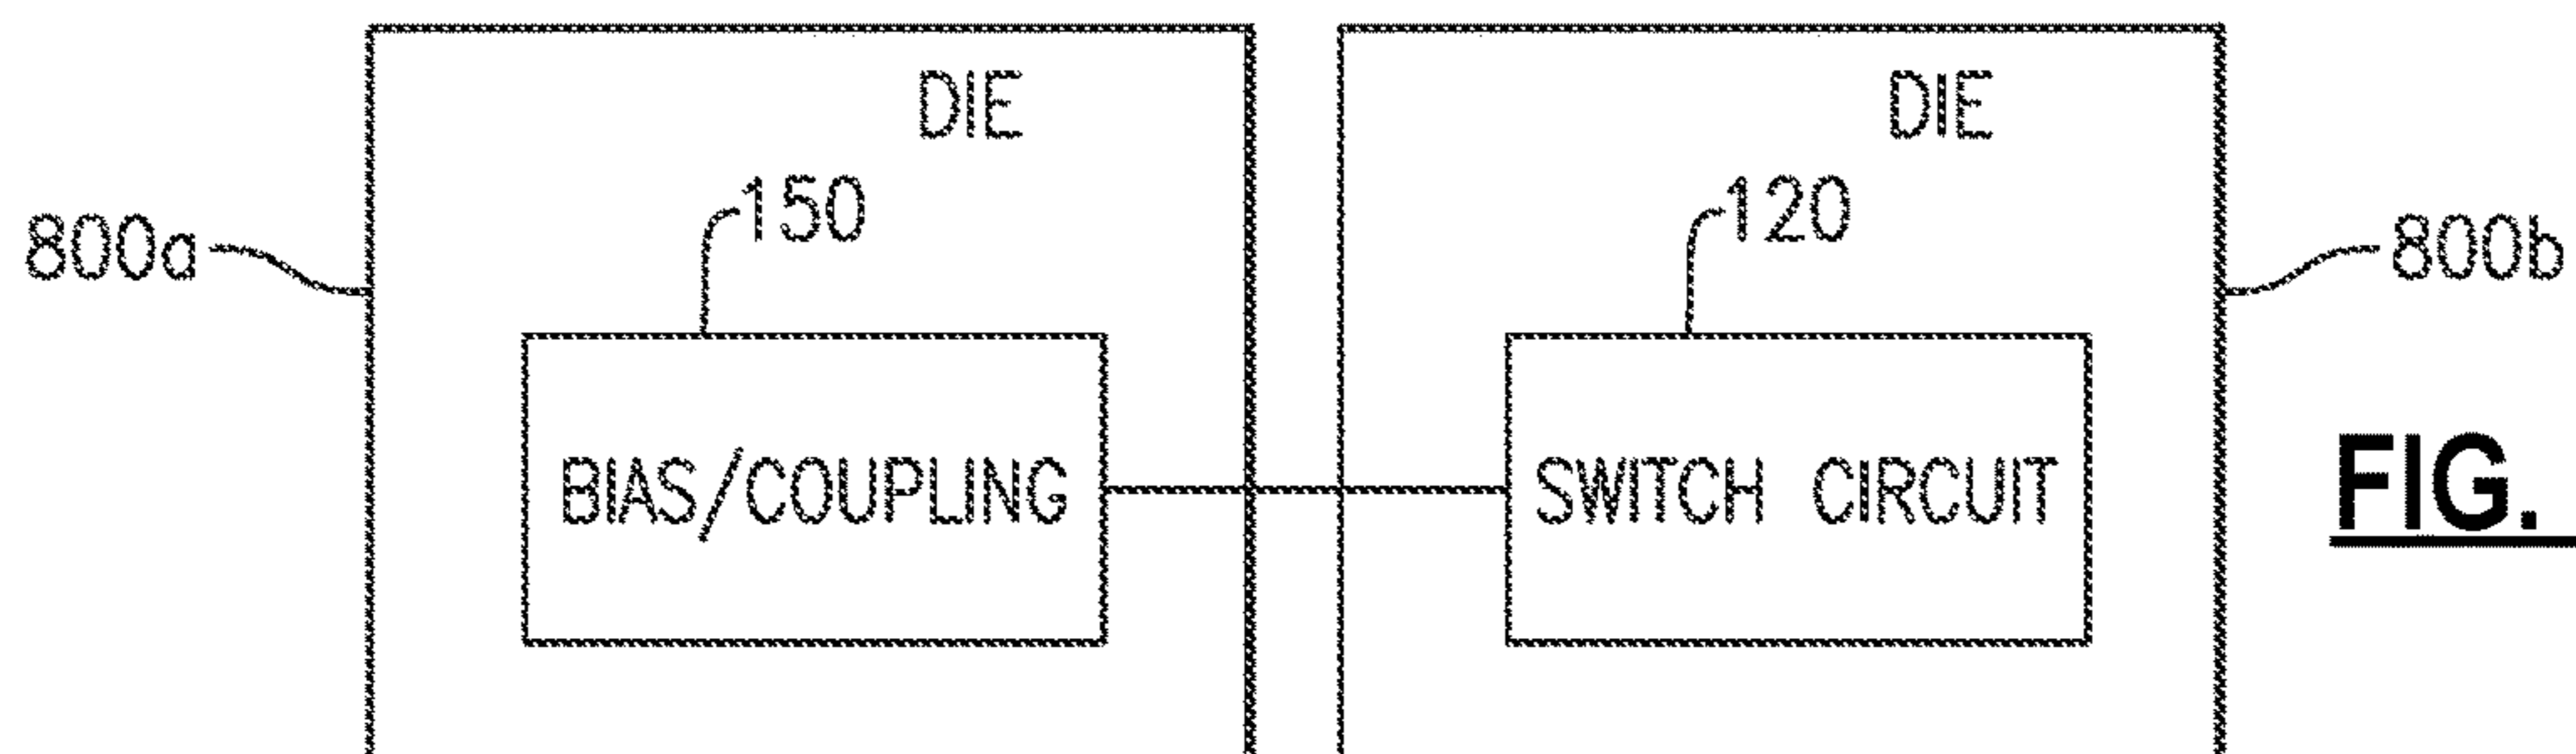 DIE DIE
150 120
800a 800b
BIAS/COUPLING SWITCH CIRCUIT
FIG.